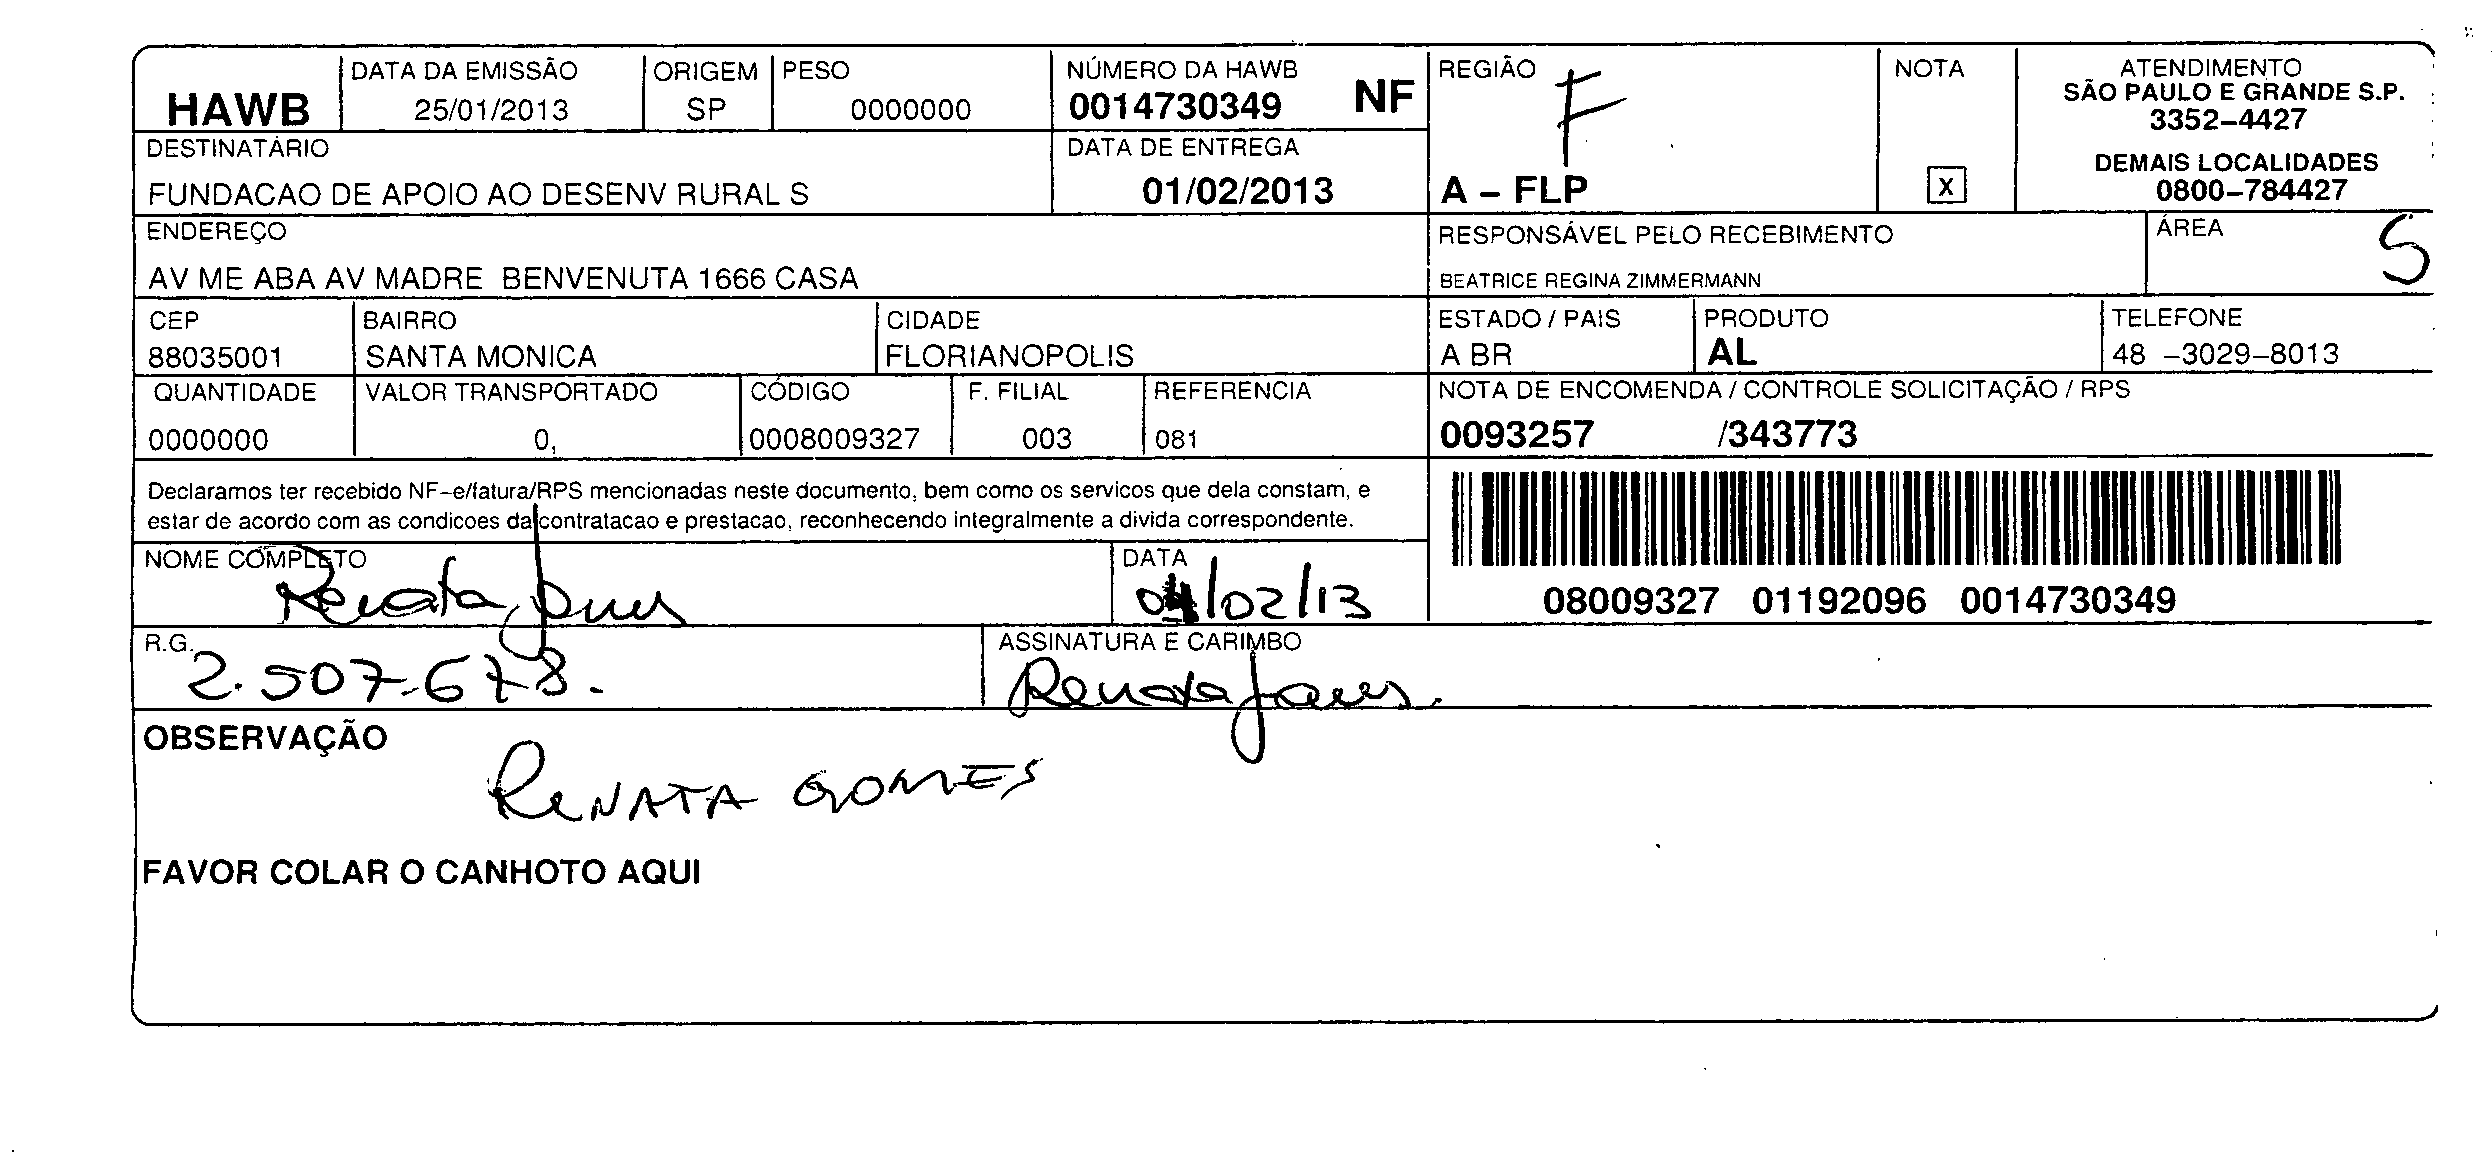 HAWB
DATA DA EMISSÃO
25/01/2013
ORIGEM
SP
PESO
0000000
NÚMERO DA HAWB
0014730349 NF
REGIÃO
F
A – FLP
NOTA
X
ATENDIMENTO
SÃO PAULO E GRANDE S.P.
3352–4427
DEMAIS LOCALIDADES
0800–784427
DESTINATÁRIO
FUNDACAO DE APOIO AO DESENV RURAL S
DATA DE ENTREGA
01/02/2013
ENDEREÇO
AV ME ABA AV MADRE BENVENUTA 1666 CASA
RESPONSÁVEL PELO RECEBIMENTO
BEATRICE REGINA ZIMMERMANN
ÁREA
S
CEP
88035001
BAIRRO
SANTA MONICA
CIDADE
FLORIANOPOLIS
ESTADO / PAIS
A BR
PRODUTO
AL
TELEFONE
48 –3029–8013
QUANTIDADE
0000000
VALOR TRANSPORTADO
0,
CÓDIGO
0008009327
F. FILIAL
003
REFERENCIA
081
NOTA DE ENCOMENDA / CONTROLE SOLICITAÇÃO / RPS
0093257 /343773
Declaramos ter recebido NF–e/fatura/RPS mencionadas neste documento, bem como os servicos que dela constam, e
estar de acordo com as condicoes da contratacao e prestacao, reconhecendo integralmente a divida correspondente.
08009327 01192096 0014730349
NOME COMPLETO
Renata
DATA
/02/13
R.G.
2.507.678.
ASSINATURA E CARIMBO
Renata
OBSERVAÇÃO
RENATA GOMES
FAVOR COLAR O CANHOTO AQUI